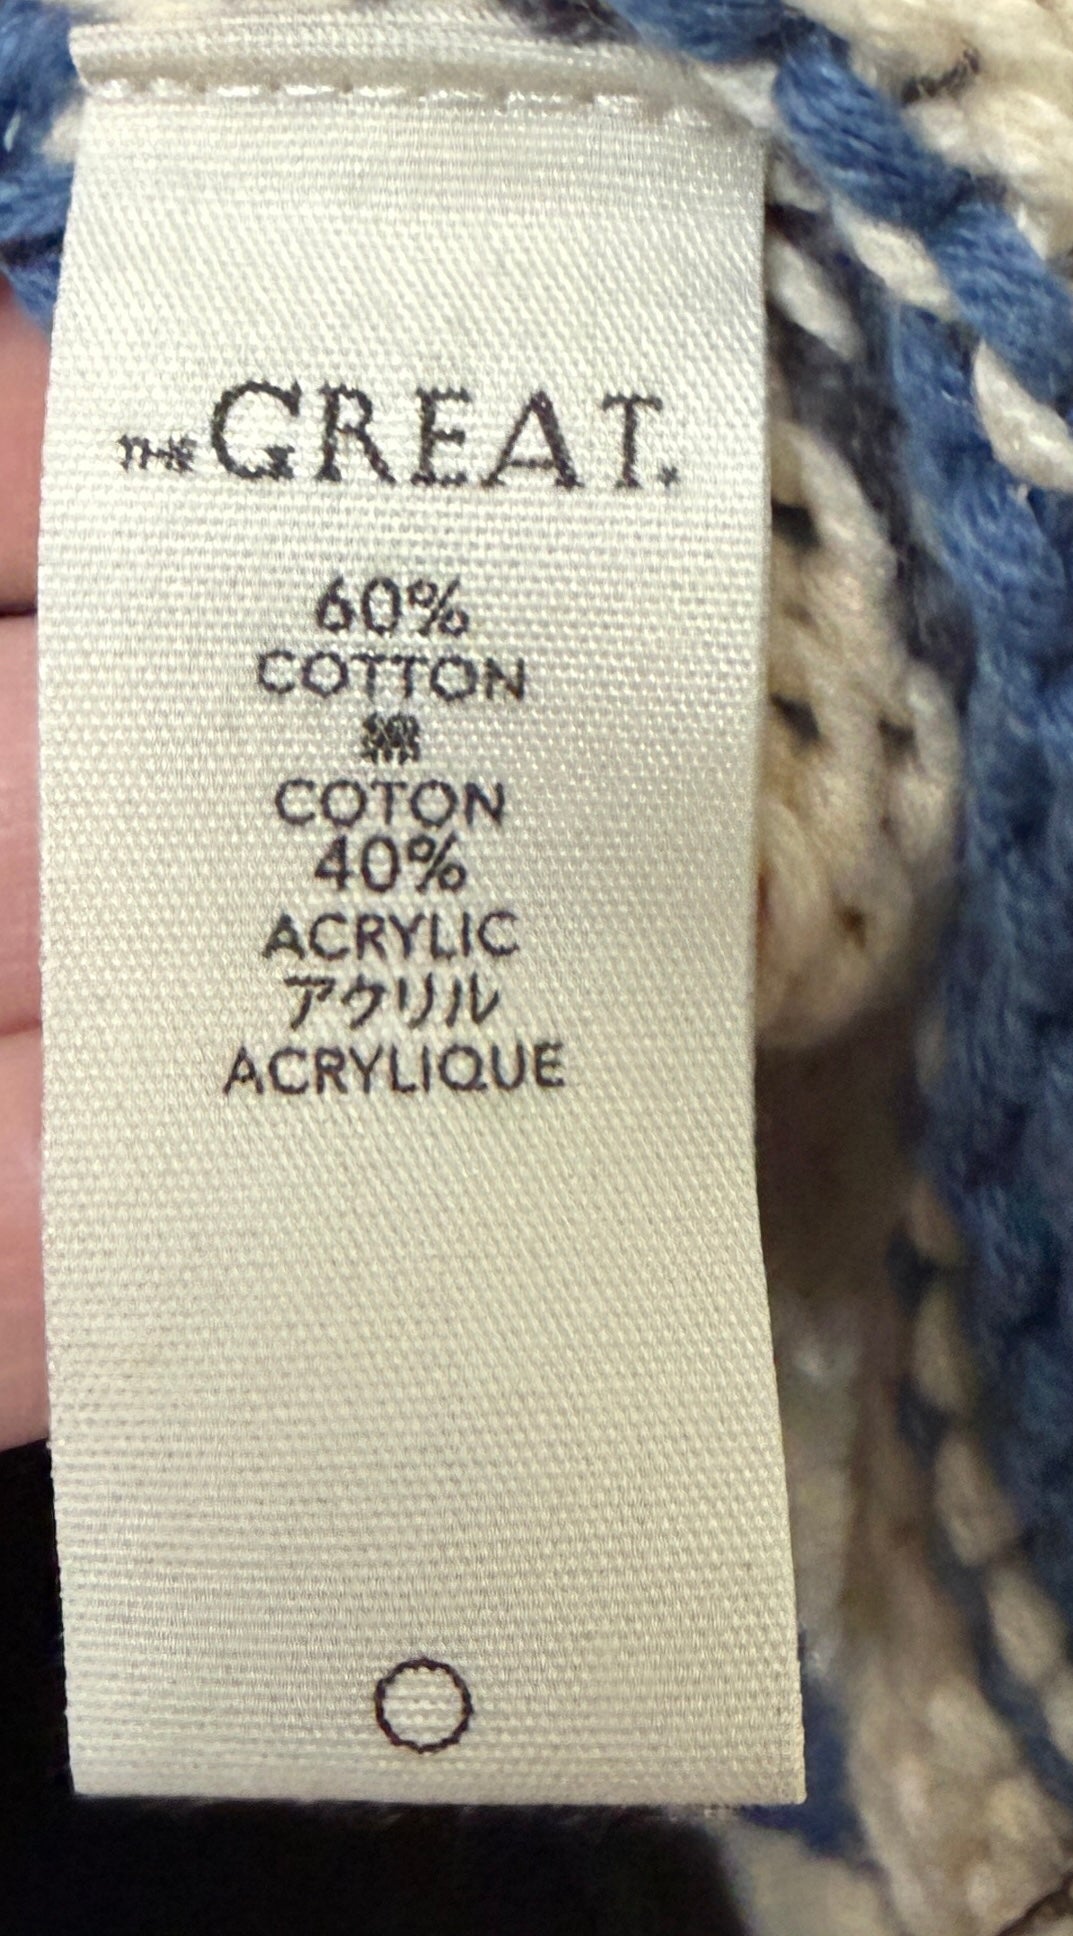 THE GREAT.
60%
COTTON
綿
COTON
40%
ACRYLIC
アクリル
ACRYLIQUE